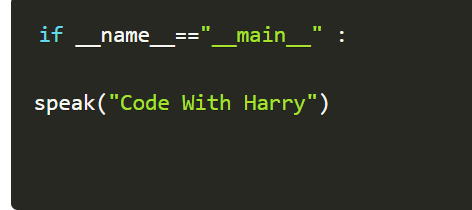 if __name__=="__main__" :
speak("Code With Harry")